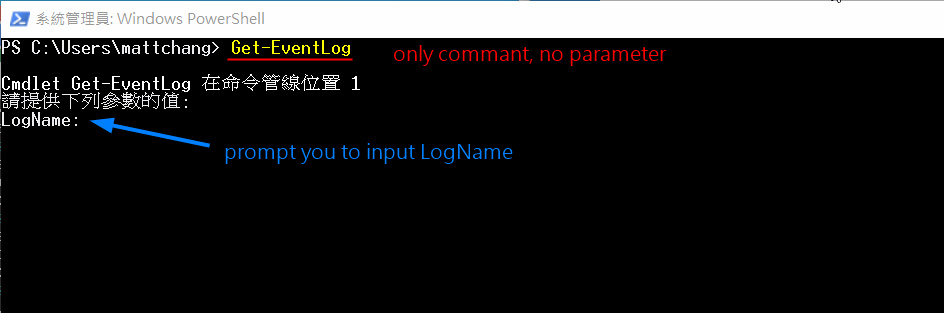 系統管理員: Windows PowerShell
PS C:\Users\mattchang> Get-EventLog
only commant, no parameter
Cmdlet Get-EventLog 在命令管線位置 1
請提供下列參數的值:
LogName:
prompt you to input LogName